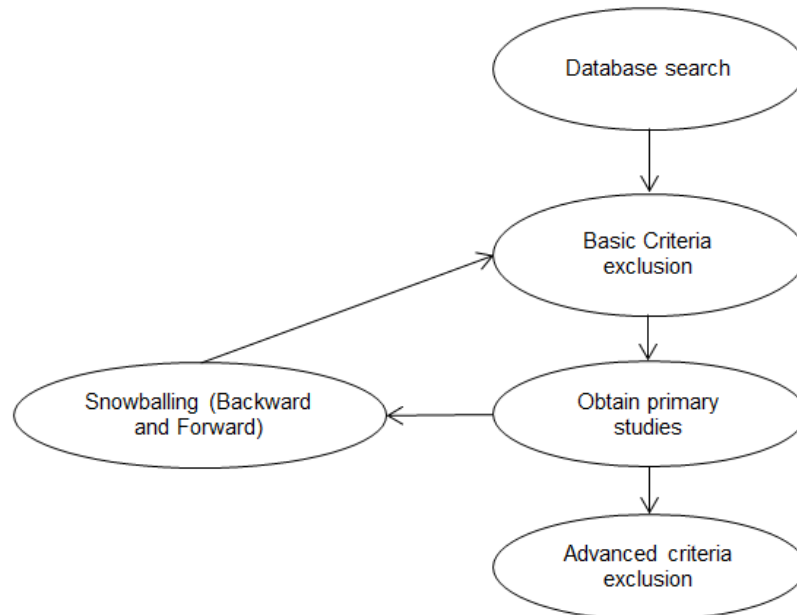 Database search
Basic Criteria
exclusion
Snowballing (Backward
and Forward)
Obtain primary
studies
Advanced criteria
exclusion